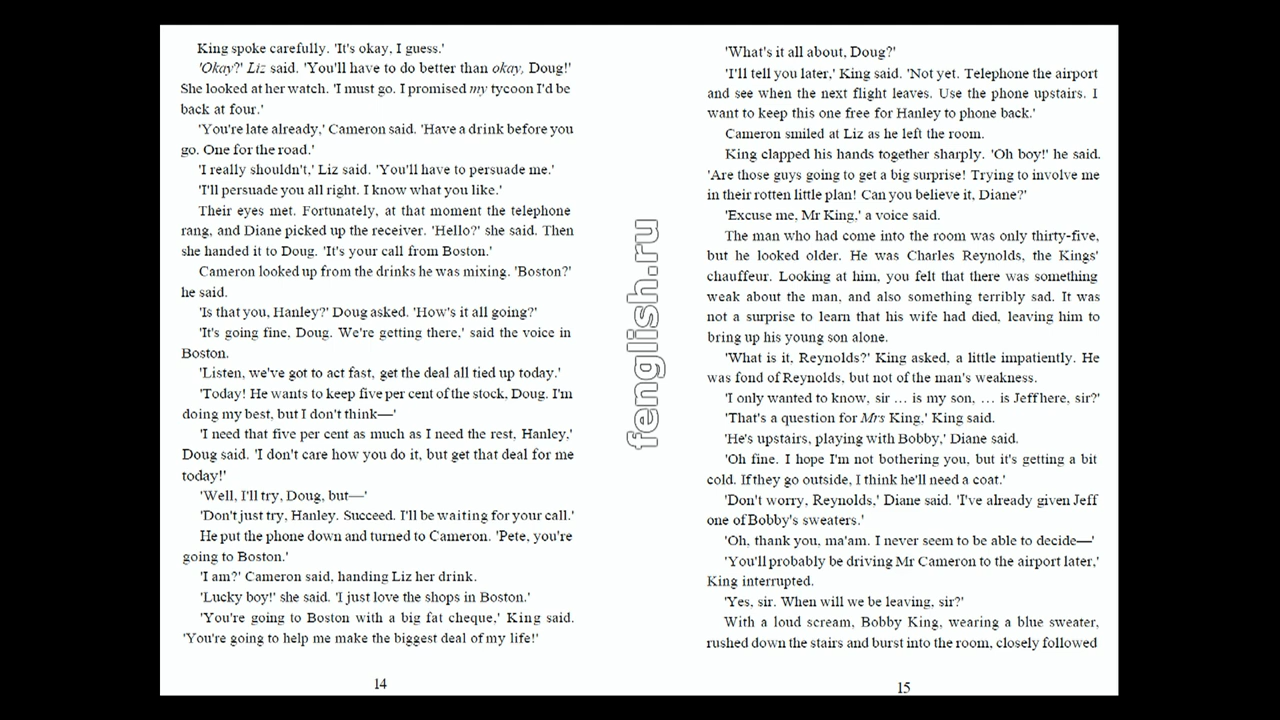 King spoke carefully. 'It's okay, I guess.'
'Okay?' Liz said. 'You'll have to do better than okay, Doug!'
She looked at her watch. 'I must go. I promised my tycoon I'd be
back at four.'
'You're late already,' Cameron said. 'Have a drink before you
go. One for the road.'
'I really shouldn't,' Liz said. 'You'll have to persuade me.'
'I'll persuade you all right. I know what you like.'
Their eyes met. Fortunately, at that moment the telephone
rang, and Diane picked up the receiver. 'Hello?' she said. Then
she handed it to Doug. 'It's your call from Boston.'
Cameron looked up from the drinks he was mixing. 'Boston?'
he said.
'Is that you, Hanley?' Doug asked. 'How's it all going?'
'It's going fine, Doug. We're getting there,' said the voice in
Boston.
'Listen, we've got to act fast, get the deal all tied up today.'
'Today! He wants to keep five per cent of the stock, Doug. I'm
doing my best, but I don't think—'
'I need that five per cent as much as I need the rest, Hanley,'
Doug said. 'I don't care how you do it, but get that deal for me
today!'
'Well, I'll try, Doug, but—'
'Don't just try, Hanley. Succeed. I'll be waiting for your call.'
He put the phone down and turned to Cameron. 'Pete, you're
going to Boston.'
'I am?' Cameron said, handing Liz her drink.
'Lucky boy!' she said. 'I just love the shops in Boston.'
'You're going to Boston with a big fat cheque,' King said.
'You're going to help me make the biggest deal of my life!'
14
fenglish.ru
'What's it all about, Doug?'
'I'll tell you later,' King said. 'Not yet. Telephone the airport
and see when the next flight leaves. Use the phone upstairs. I
want to keep this one free for Hanley to phone back.'
Cameron smiled at Liz as he left the room.
King clapped his hands together sharply. 'Oh boy!' he said.
'Are those guys going to get a big surprise! Trying to involve me
in their rotten little plan! Can you believe it, Diane?'
'Excuse me, Mr King,' a voice said.
The man who had come into the room was only thirty-five,
but he looked older. He was Charles Reynolds, the Kings'
chauffeur. Looking at him, you felt that there was something
weak about the man, and also something terribly sad. It was
not a surprise to learn that his wife had died, leaving him to
bring up his young son alone.
'What is it, Reynolds?' King asked, a little impatiently. He
was fond of Reynolds, but not of the man's weakness.
'I only wanted to know, sir ... is my son, ... is Jeff here, sir?'
'That's a question for Mrs King,' King said.
'He's upstairs, playing with Bobby,' Diane said.
'Oh fine. I hope I'm not bothering you, but it's getting a bit
cold. If they go outside, I think he'll need a coat.'
'Don't worry, Reynolds,' Diane said. 'I've already given Jeff
one of Bobby's sweaters.'
'Oh, thank you, ma'am. I never seem to be able to decide—'
'You'll probably be driving Mr Cameron to the airport later,'
King interrupted.
'Yes, sir. When will we be leaving, sir?'
With a loud scream, Bobby King, wearing a blue sweater,
rushed down the stairs and burst into the room, closely followed
15